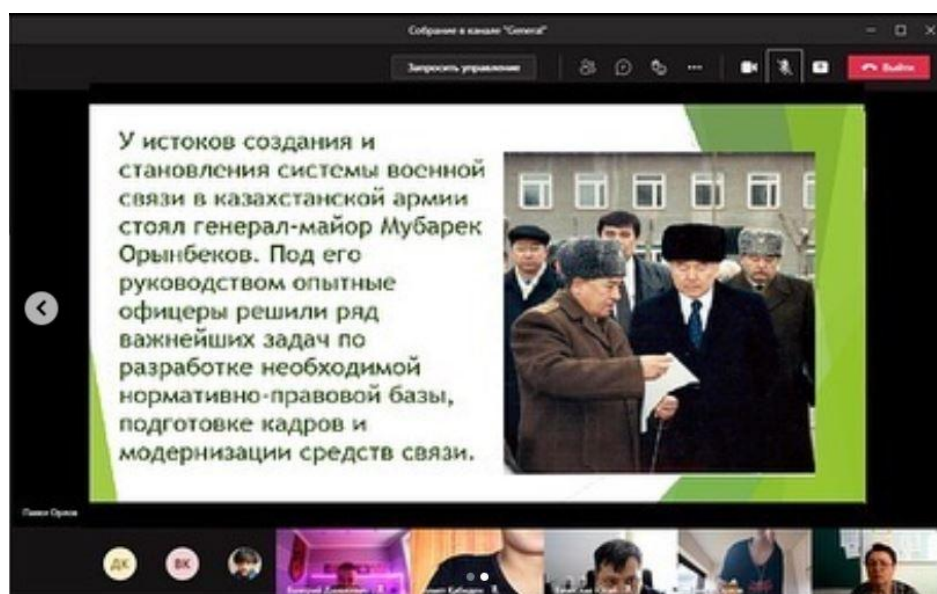 Собрание в канале "General"
Запросить управление
Выйти
У истоков создания и
становления системы военной
связи в казахстанской армии
стоял генерал-майор Мубарек
Орынбеков. Под его
руководством опытные
офицеры решили ряд
важнейших задач по
разработке необходимой
нормативно-правовой базы,
подготовке кадров и
модернизации средств связи.
Павел Орлов
ДК
ВК